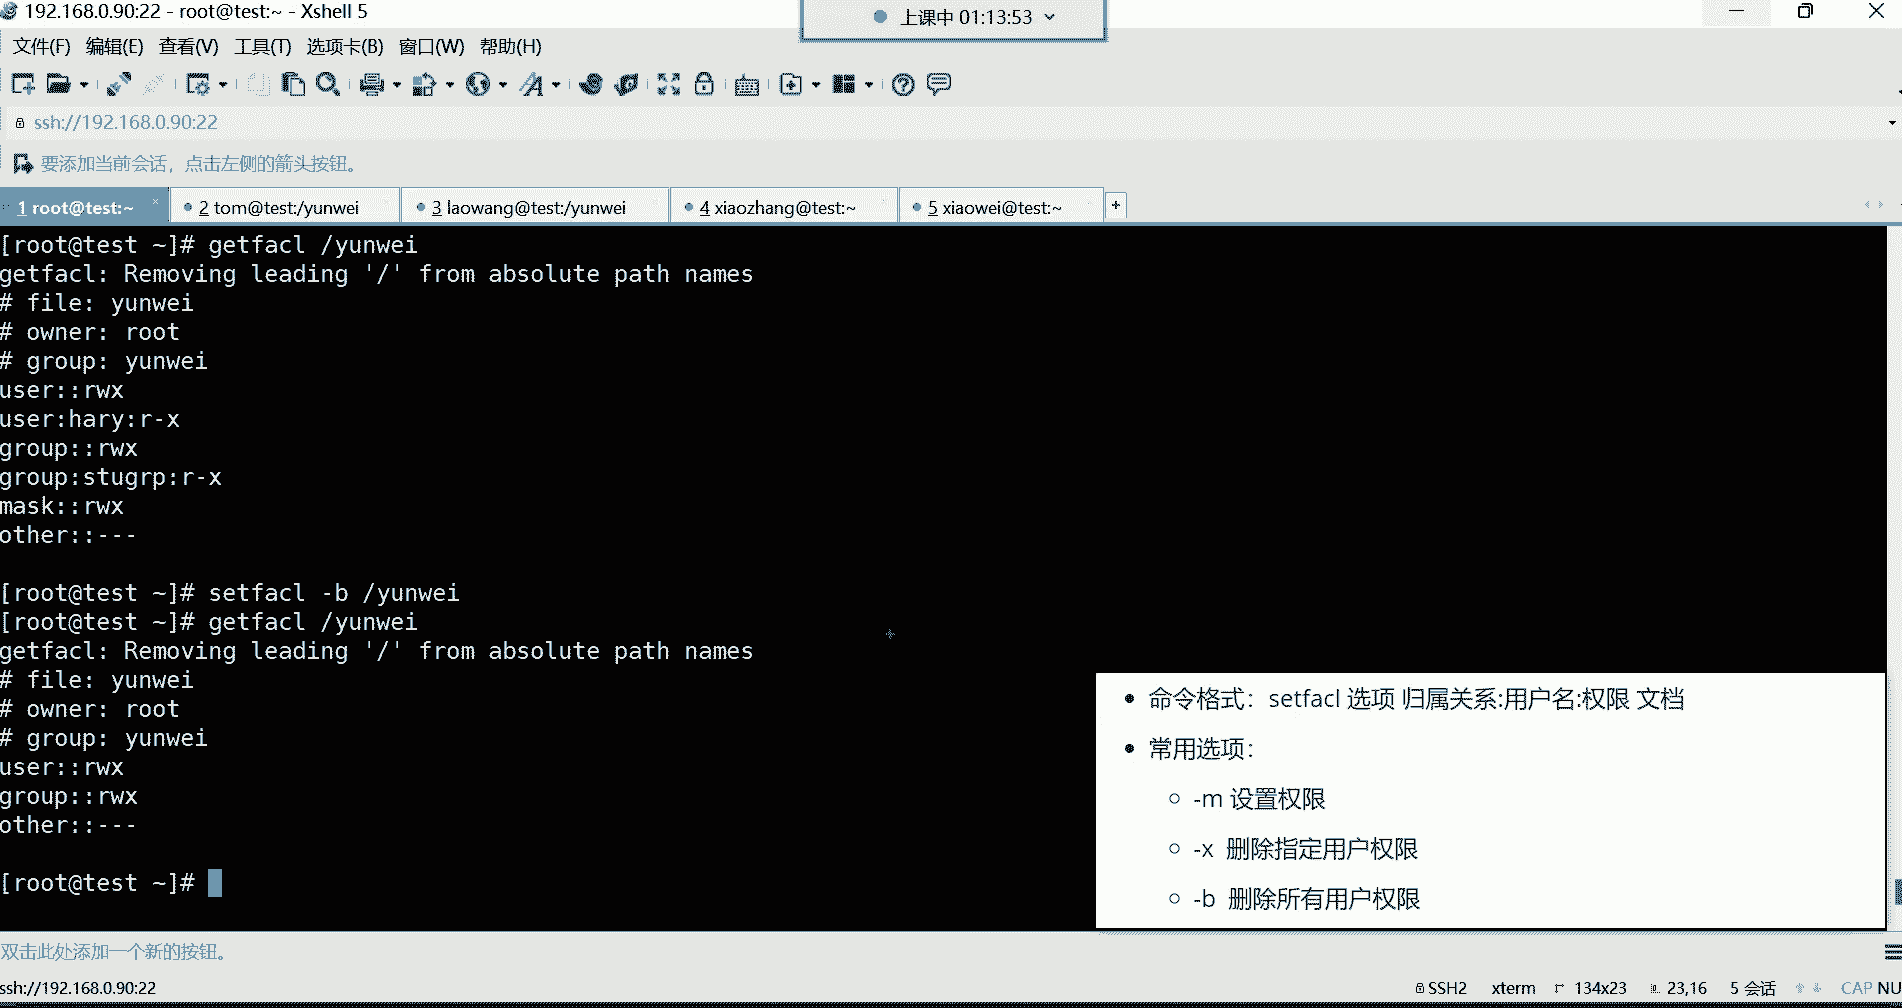 192.168.0.90:22 - root@test:~ - Xshell 5
上课中 01:13:53
文件(F) 编辑(E) 查看(V) 工具(T) 选项卡(B) 窗口(W) 帮助(H)
ssh://192.168.0.90:22
要添加当前会话，点击左侧的箭头按钮。
1 root@test:~ 2 tom@test:/yunwei 3 laowang@test:/yunwei 4 xiaozhang@test:~ 5 xiaowei@test:~
[root@test ~]# getfacl /yunwei
getfacl: Removing leading '/' from absolute path names
# file: yunwei
# owner: root
# group: yunwei
user::rwx
user:hary:r-x
group::rwx
group:stugrp:r-x
mask::rwx
other::---
[root@test ~]# setfacl -b /yunwei
[root@test ~]# getfacl /yunwei
getfacl: Removing leading '/' from absolute path names
# file: yunwei
# owner: root
# group: yunwei
user::rwx
group::rwx
other::---
[root@test ~]#
命令格式：setfacl 选项 归属关系:用户名:权限 文档
常用选项：
-m 设置权限
-x 删除指定用户权限
-b 删除所有用户权限
双击此处添加一个新的按钮。
ssh://192.168.0.90:22 SSH2 xterm 134x23 23,16 5 会话 CAP NU